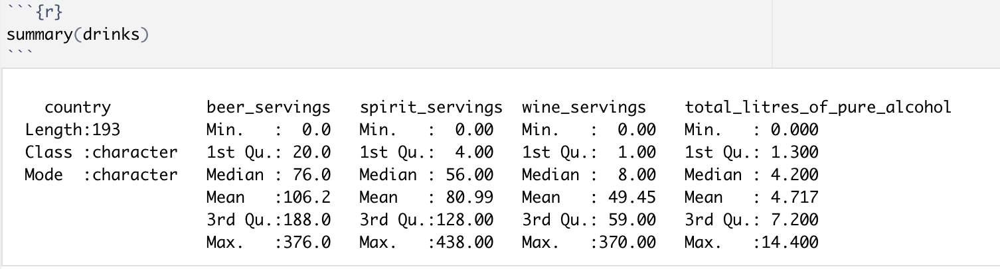 ```{r}
summary(drinks)
```
country beer_servings spirit_servings wine_servings total_litres_of_pure_alcohol
Length:193 Min. : 0.0 Min. : 0.00 Min. : 0.00 Min. : 0.000
Class :character 1st Qu.: 20.0 1st Qu.: 4.00 1st Qu.: 1.00 1st Qu.: 1.300
Mode :character Median : 76.0 Median : 56.00 Median : 8.00 Median : 4.200
Mean :106.2 Mean : 80.99 Mean : 49.45 Mean : 4.717
3rd Qu.:188.0 3rd Qu.:128.00 3rd Qu.: 59.00 3rd Qu.: 7.200
Max. :376.0 Max. :438.00 Max. :370.00 Max. :14.400